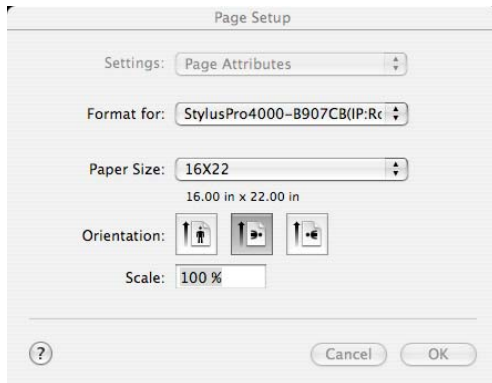 Page Setup
Settings: Page Attributes
Format for: StylusPro4000-B907CB(IP:Rc
Paper Size: 16X22
16.00 in x 22.00 in
Orientation:
Scale: 100 %
? Cancel OK